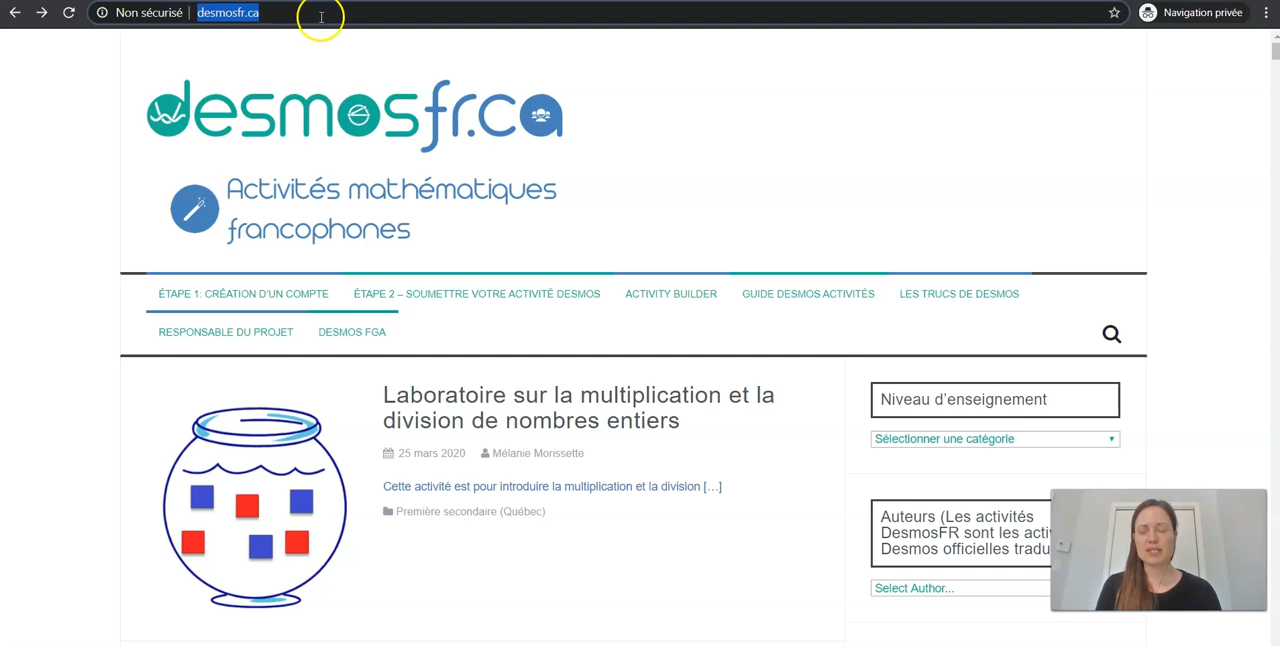 Non sécurisé desmosfr.ca Navigation privée
desmosfr.ca
Activités mathématiques
francophones
ÉTAPE 1: CRÉATION D'UN COMPTE ÉTAPE 2 – SOUMETTRE VOTRE ACTIVITÉ DESMOS ACTIVITY BUILDER GUIDE DESMOS ACTIVITÉS LES TRUCS DE DESMOS
RESPONSABLE DU PROJET DESMOS FGA
Laboratoire sur la multiplication et la
division de nombres entiers
25 mars 2020 Mélanie Morissette
Cette activité est pour introduire la multiplication et la division […]
Première secondaire (Québec)
Niveau d'enseignement
Sélectionner une catégorie
Auteurs (Les activités
DesmosFR sont les acti
Desmos officielles tradu
Select Author...